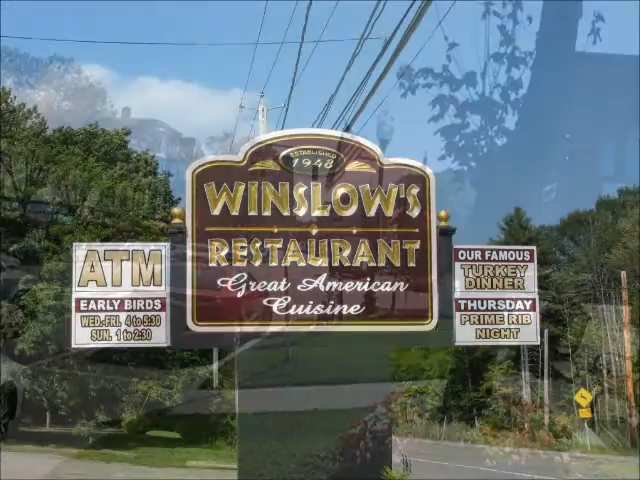 ESTABLISHED
1948
WINSLOW'S
RESTAURANT
Great American
Cuisine
ATM
EARLY BIRDS
WED.-FRI. 4 to 5:30
SUN. 1 to 2:30
OUR FAMOUS
TURKEY
DINNER
THURSDAY
PRIME RIB
NIGHT